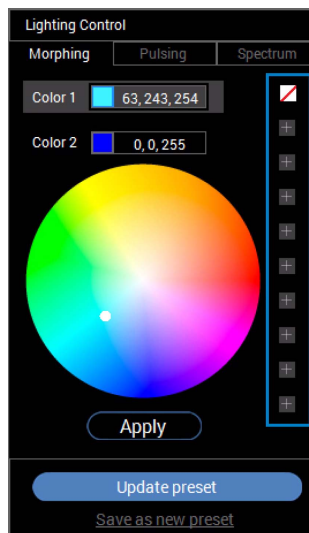 Lighting Control
Morphing Pulsing Spectrum
Color 1 63, 243, 254
Color 2 0, 0, 255
Apply
Update preset
Save as new preset